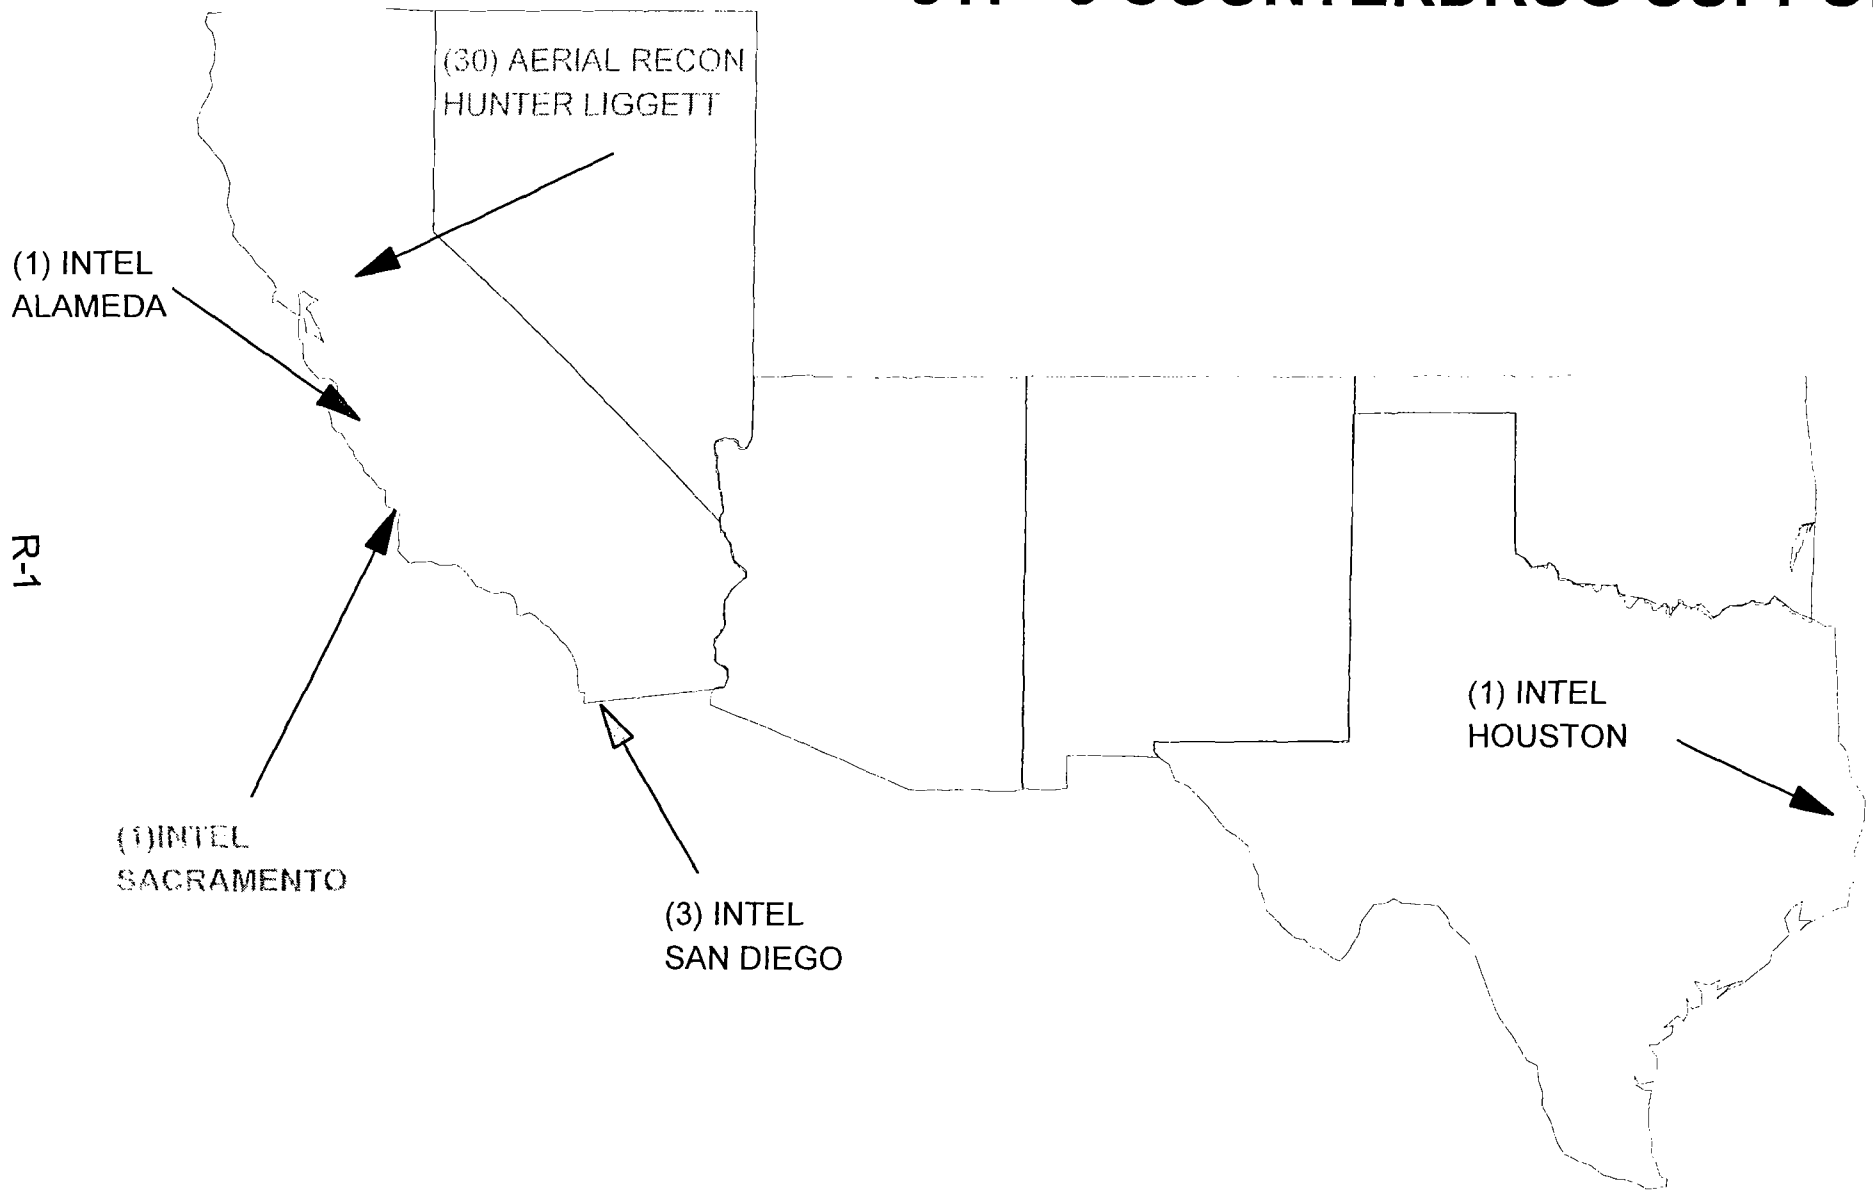 COUNTERDRUG
(30) AERIAL RECON
HUNTER LIGGETT
(1) INTEL
ALAMEDA
R-1
(1) INTEL
HOUSTON
(1)INTEL
SACRAMENTO
(3) INTEL
SAN DIEGO